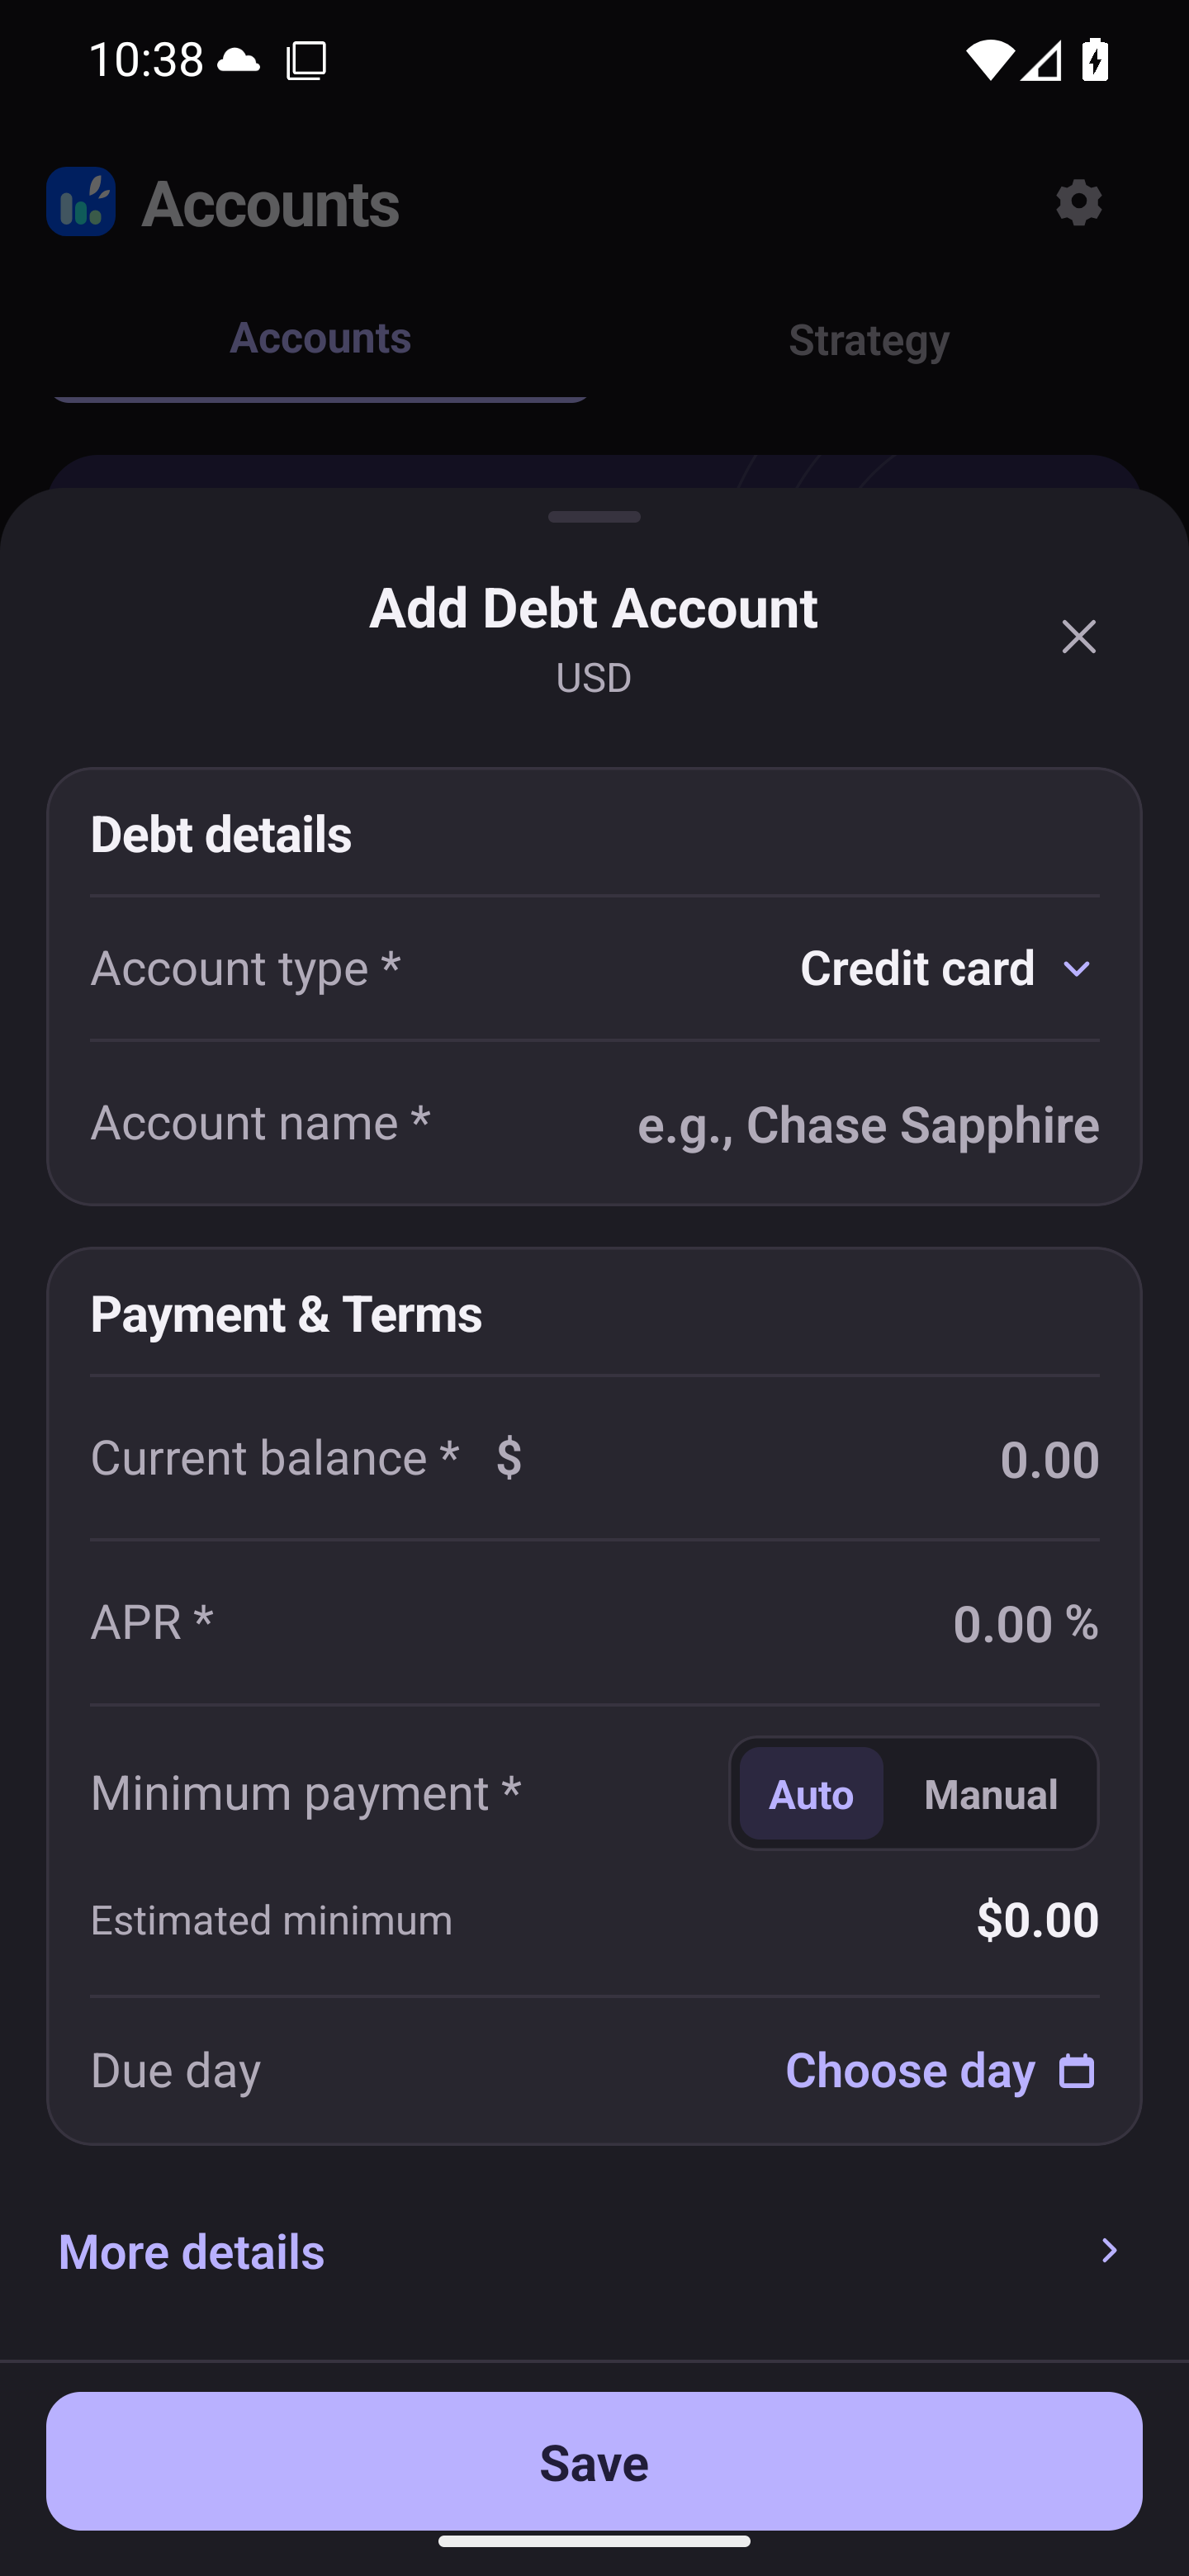 10:38
Accounts
Accounts Strategy
Add Debt Account
USD
Debt details
Account type * Credit card
Account name * e.g., Chase Sapphire
Payment & Terms
Current balance * $ 0.00
APR * 0.00 %
Minimum payment * Auto Manual
Estimated minimum $0.00
Due day Choose day
More details
Save